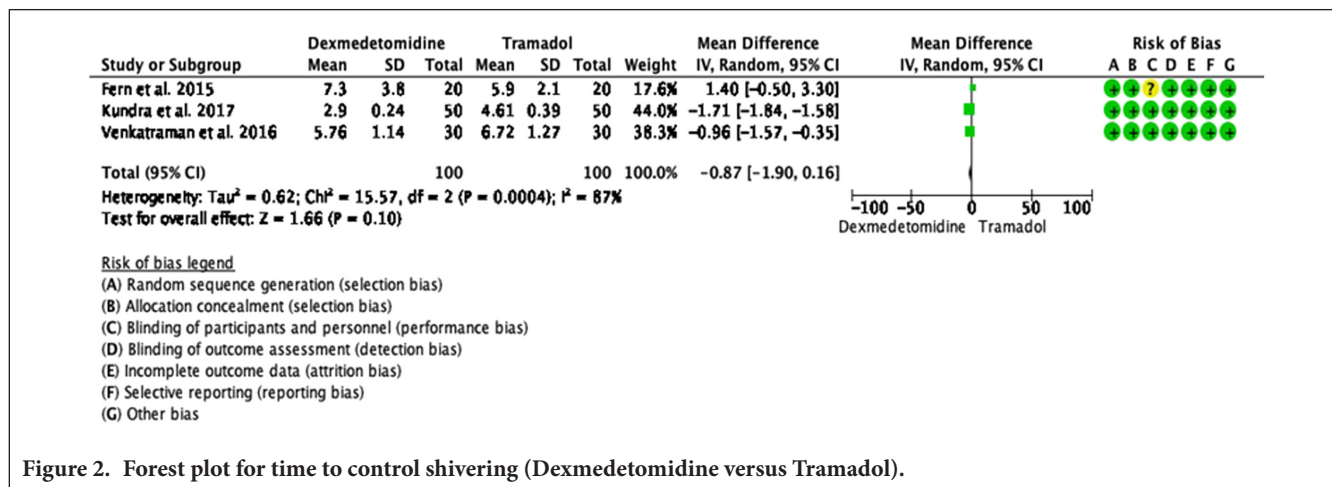 Dexmedetomidine Tramadol Mean Difference Mean Difference Risk of Bias
Study or Subgroup Mean SD Total Mean SD Total Weight IV, Random, 95% CI IV, Random, 95% CI A B C D E F G
Fern et al. 2015 7.3 3.8 20 5.9 2.1 20 17.6% 1.40 [-0.50, 3.30] + + ? + + + +
Kundra et al. 2017 2.9 0.24 50 4.61 0.39 50 44.0% -1.71 [-1.84, -1.58] + + + + + + +
Venkatraman et al. 2016 5.76 1.14 30 6.72 1.27 30 38.3% -0.96 [-1.57, -0.35] + + + + + + +
Total (95% CI) 100 100 100.0% -0.87 [-1.90, 0.16]
Heterogeneity: Tau² = 0.62; Chi² = 15.57, df = 2 (P = 0.0004); I² = 87%
Test for overall effect: Z = 1.66 (P = 0.10)
-100 -50 0 50 100
Dexmedetomidine Tramadol
Risk of bias legend
(A) Random sequence generation (selection bias)
(B) Allocation concealment (selection bias)
(C) Blinding of participants and personnel (performance bias)
(D) Blinding of outcome assessment (detection bias)
(E) Incomplete outcome data (attrition bias)
(F) Selective reporting (reporting bias)
(G) Other bias
Figure 2. Forest plot for time to control shivering (Dexmedetomidine versus Tramadol).